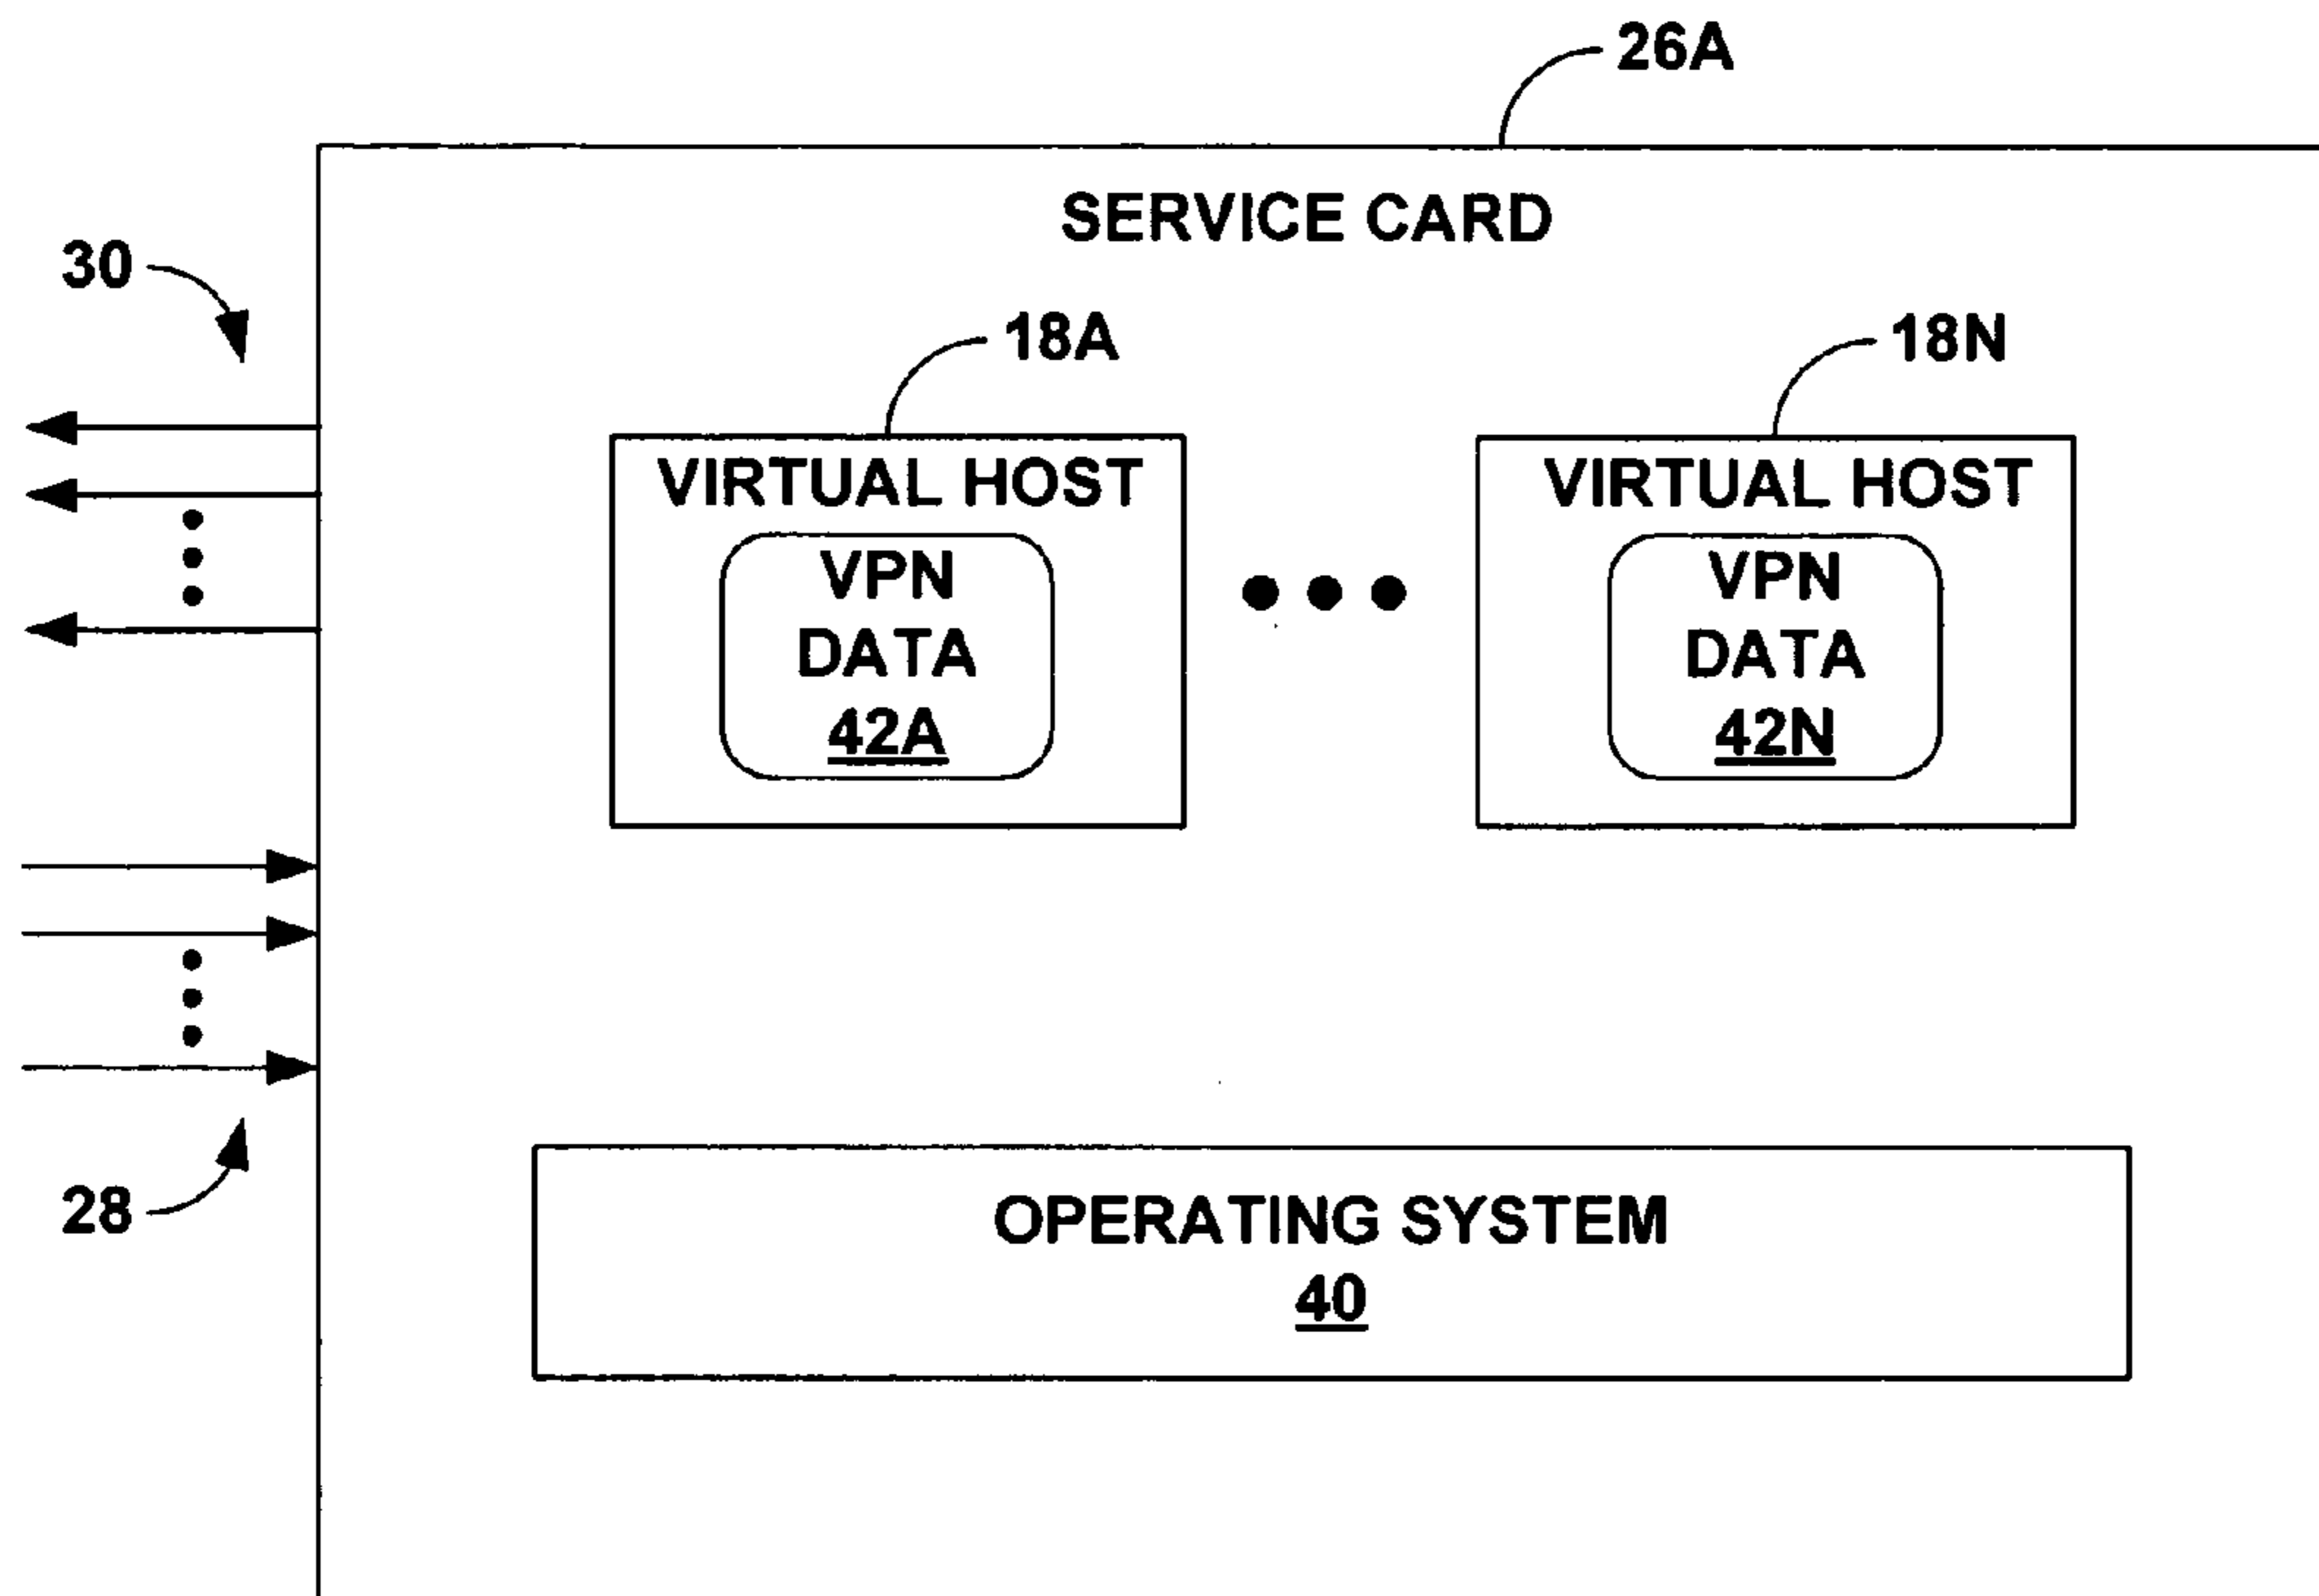 26A
SERVICE CARD
30
18A
18N
VIRTUAL HOST
VPN
DATA
42A
VIRTUAL HOST
VPN
DATA
42N
28
OPERATING SYSTEM
40